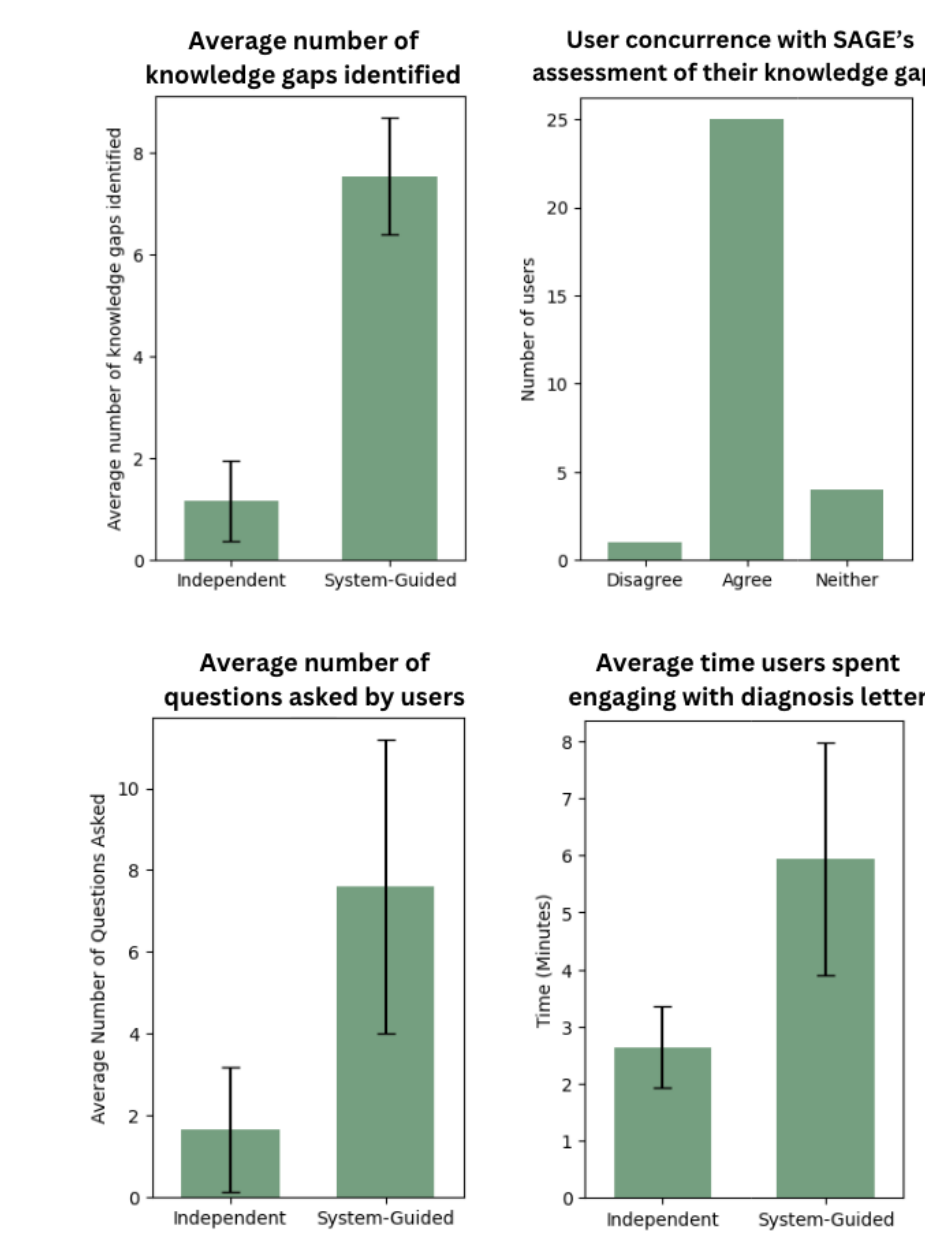 Average number of
knowledge gaps identified
Average number of knowledge gaps identified
8
6
4
2
0
Independent System-Guided
User concurrence with SAGE’s
assessment of their knowledge
Number of users
25
20
15
10
5
0
Disagree Agree Neither
Average number of
questions asked by users
Average Number of Questions Asked
10
8
6
4
2
0
Independent System-Guided
Average time users spent
engaging with diagnosis letter
Time (Minutes)
8
7
6
5
4
3
2
1
0
Independent System-Guided